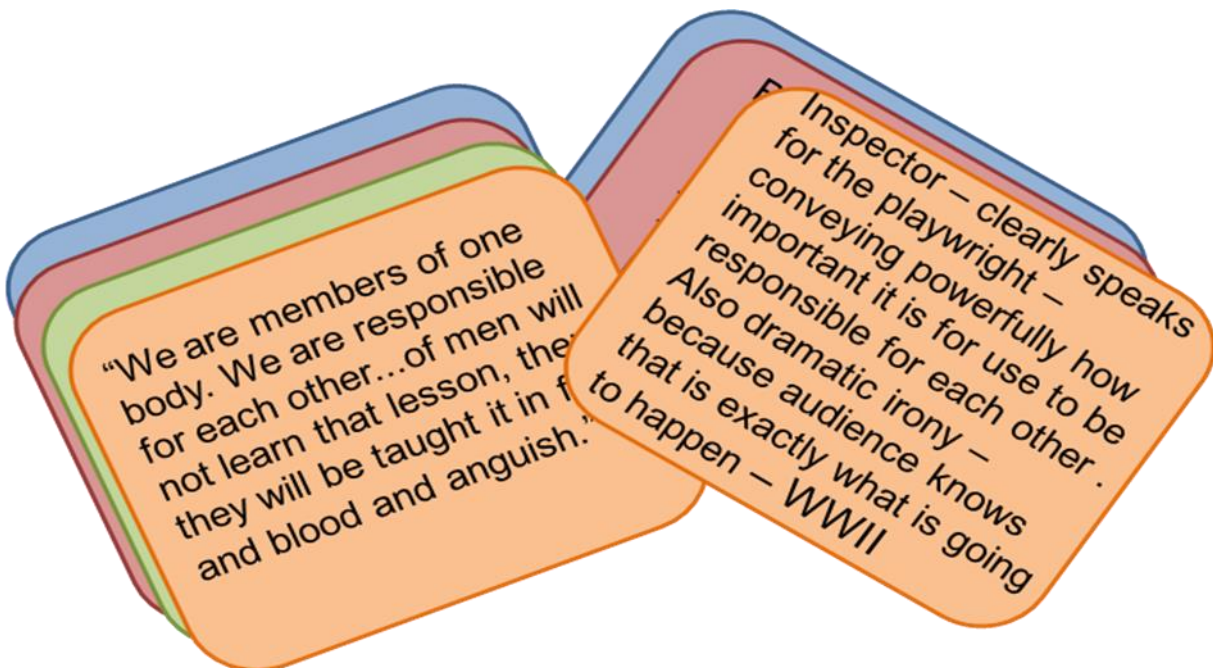 “We are members of one
body. We are responsible
for each other…of men will
not learn that lesson,
they will be taught it in
and blood and anguish.”
Inspector – clearly speaks
for the playwright –
conveying powerfully how
important it is for use to be
responsible for each other .
Also dramatic irony –
because audience knows
that is exactly what is going
to happen – WWII